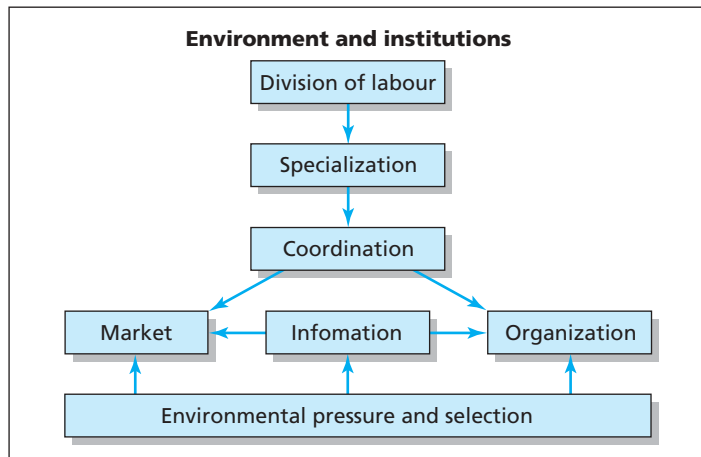 Environment and institutions
Division of labour
Specialization
Coordination
Market
Infomation
Organization
Environmental pressure and selection